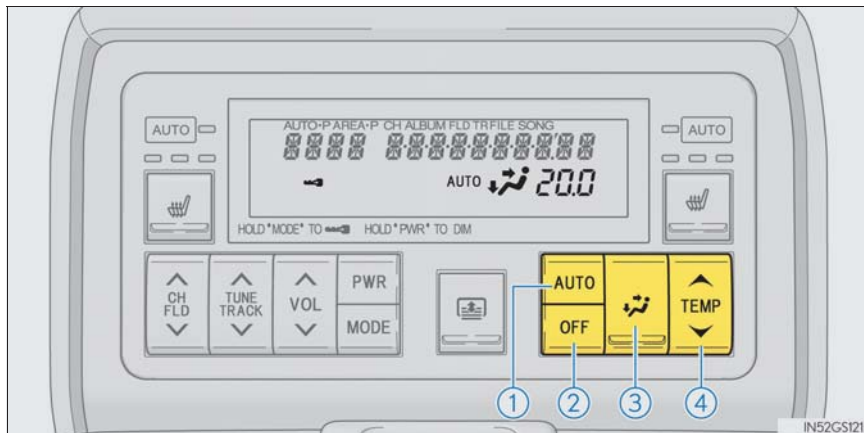 AUTO AUTO
AUTO•P AREA•P CH ALBUM FLD TR FILE SONG
AUTO 20.0
HOLD "MODE" TO HOLD "PWR" TO DIM
CH FLD
TUNE TRACK
VOL
PWR
MODE
AUTO
OFF
TEMP
1 2 3 4
IN52GS121